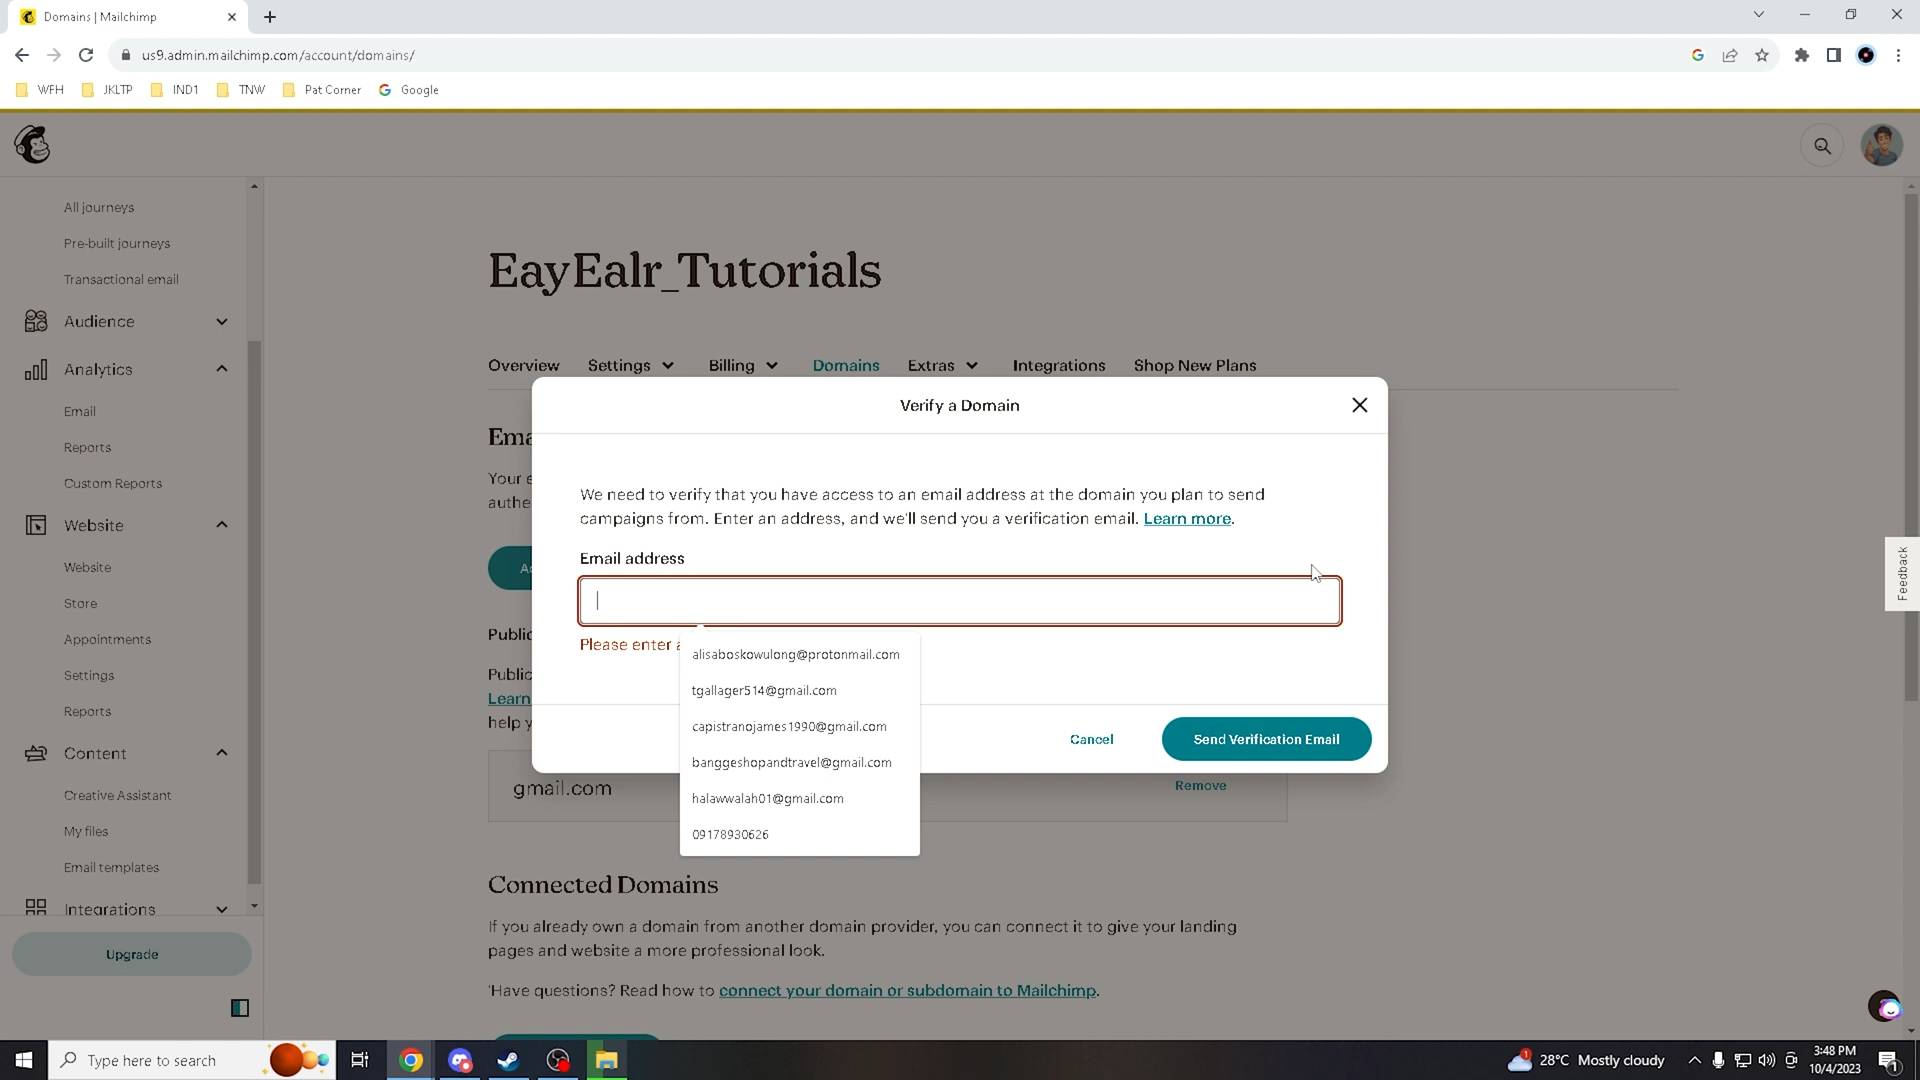 Domains | Mailchimp
us9.admin.mailchimp.com/account/domains/
WFH JKLTP IND1 TNW Pat Corner Google
All journeys
Pre-built journeys
Transactional email
Audience
Analytics
Email
Reports
Custom Reports
Website
Website
Store
Appointments
Settings
Reports
Content
Creative Assistant
My files
Email templates
Integrations
Upgrade
EayEalr_Tutorials
Overview Settings Billing Domains Extras Integrations Shop New Plans
Verify a Domain
We need to verify that you have access to an email address at the domain you plan to send
campaigns from. Enter an address, and we'll send you a verification email. Learn more.
Email address
Please enter
alisaboskowulong@protonmail.com
tgallager514@gmail.com
capistranojames1990@gmail.com
banggeshopandtravel@gmail.com
halawwalah01@gmail.com
09178930626
Cancel Send Verification Email
Your
Learn
help
gmail.com Remove
Connected Domains
If you already own a domain from another domain provider, you can connect it to give your landing
pages and website a more professional look.
'Have questions? Read how to connect your domain or subdomain to Mailchimp.
Feedback
Type here to search
1
28°C Mostly cloudy
3:48 PM
10/4/2023
1